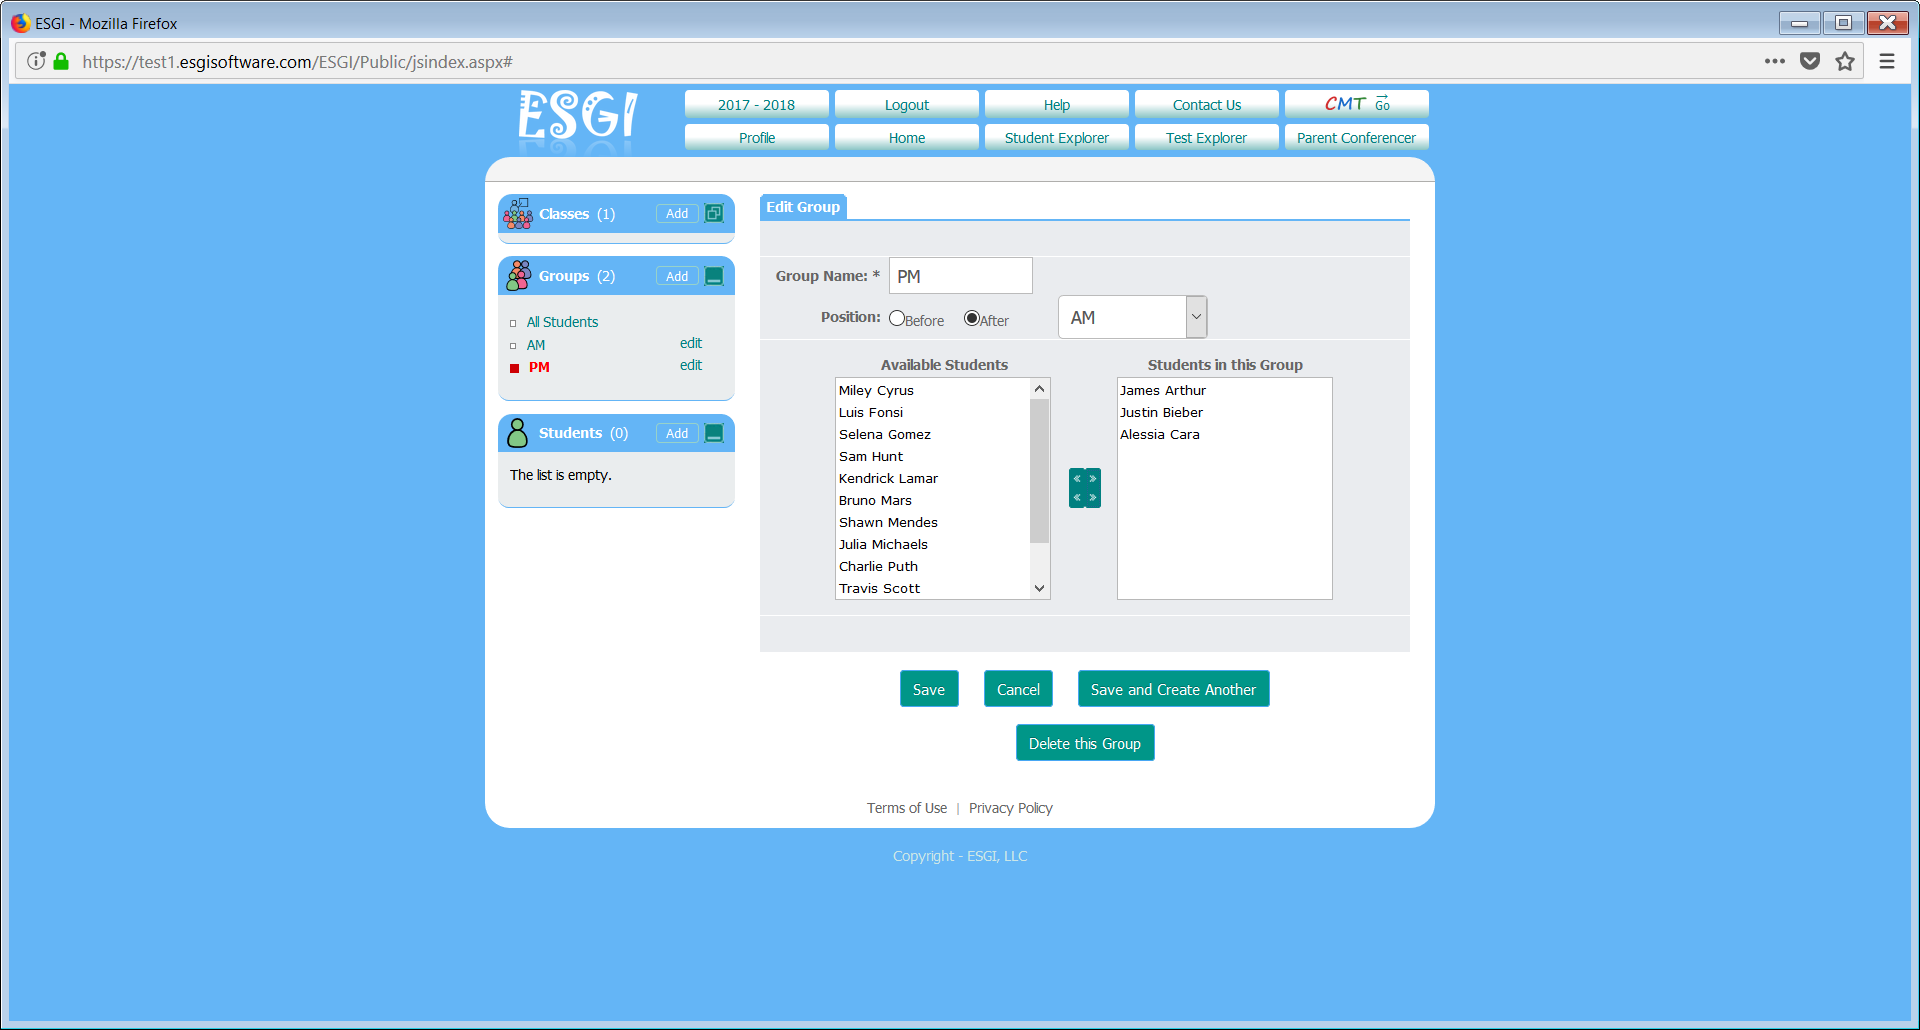 ESGI - Mozilla Firefox
https://test1.esgisoftware.com/ESGI/Public/jsindex.aspx#
ESGI
2017 - 2018 Logout Help Contact Us CMT Go
Profile Home Student Explorer Test Explorer Parent Conferencer
Classes (1) Add
Groups (2) Add
All Students
AM edit
PM edit
Students (0) Add
The list is empty.
Edit Group
Group Name: * PM
Position: Before After AM
Available Students
Miley Cyrus
Luis Fonsi
Selena Gomez
Sam Hunt
Kendrick Lamar
Bruno Mars
Shawn Mendes
Julia Michaels
Charlie Puth
Travis Scott
Students in this Group
James Arthur
Justin Bieber
Alessia Cara
Save Cancel Save and Create Another
Delete this Group
Terms of Use | Privacy Policy
Copyright - ESGI, LLC